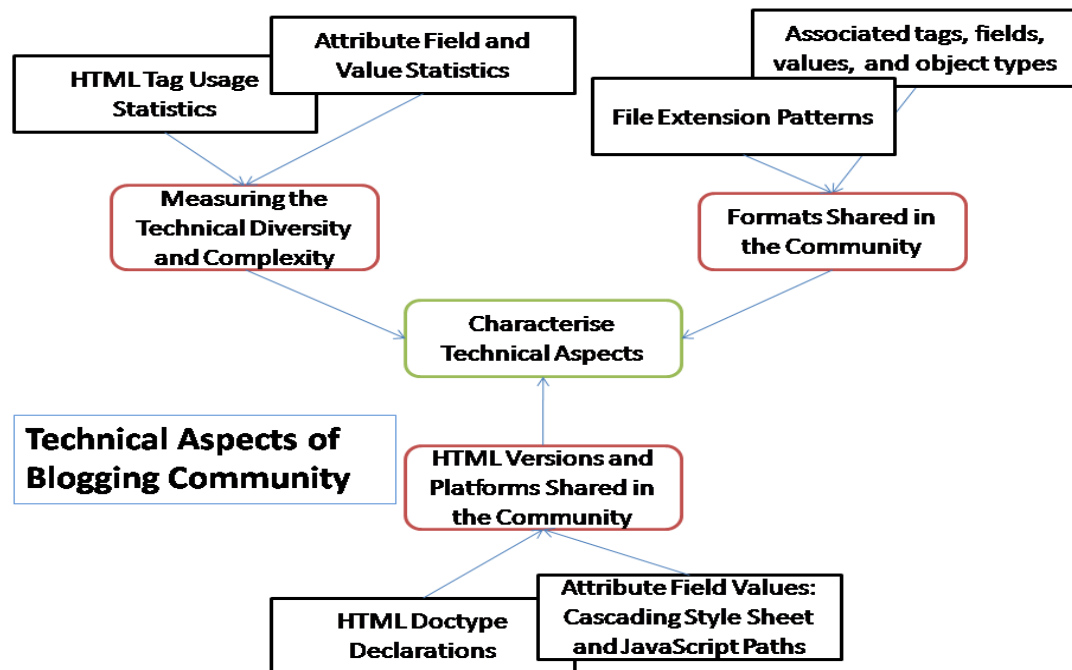 Attribute Field and
Value Statistics
HTML Tag Usage
Statistics
Associated tags, fields,
values, and object types
File Extension Patterns
Measuring the
Technical Diversity
and Complexity
Formats Shared in
the Community
Characterise
Technical Aspects
Technical Aspects of
Blogging Community
HTML Versions and
Platforms Shared in
the Community
HTML Doctype
Declarations
Attribute Field Values:
Cascading Style Sheet
and JavaScript Paths